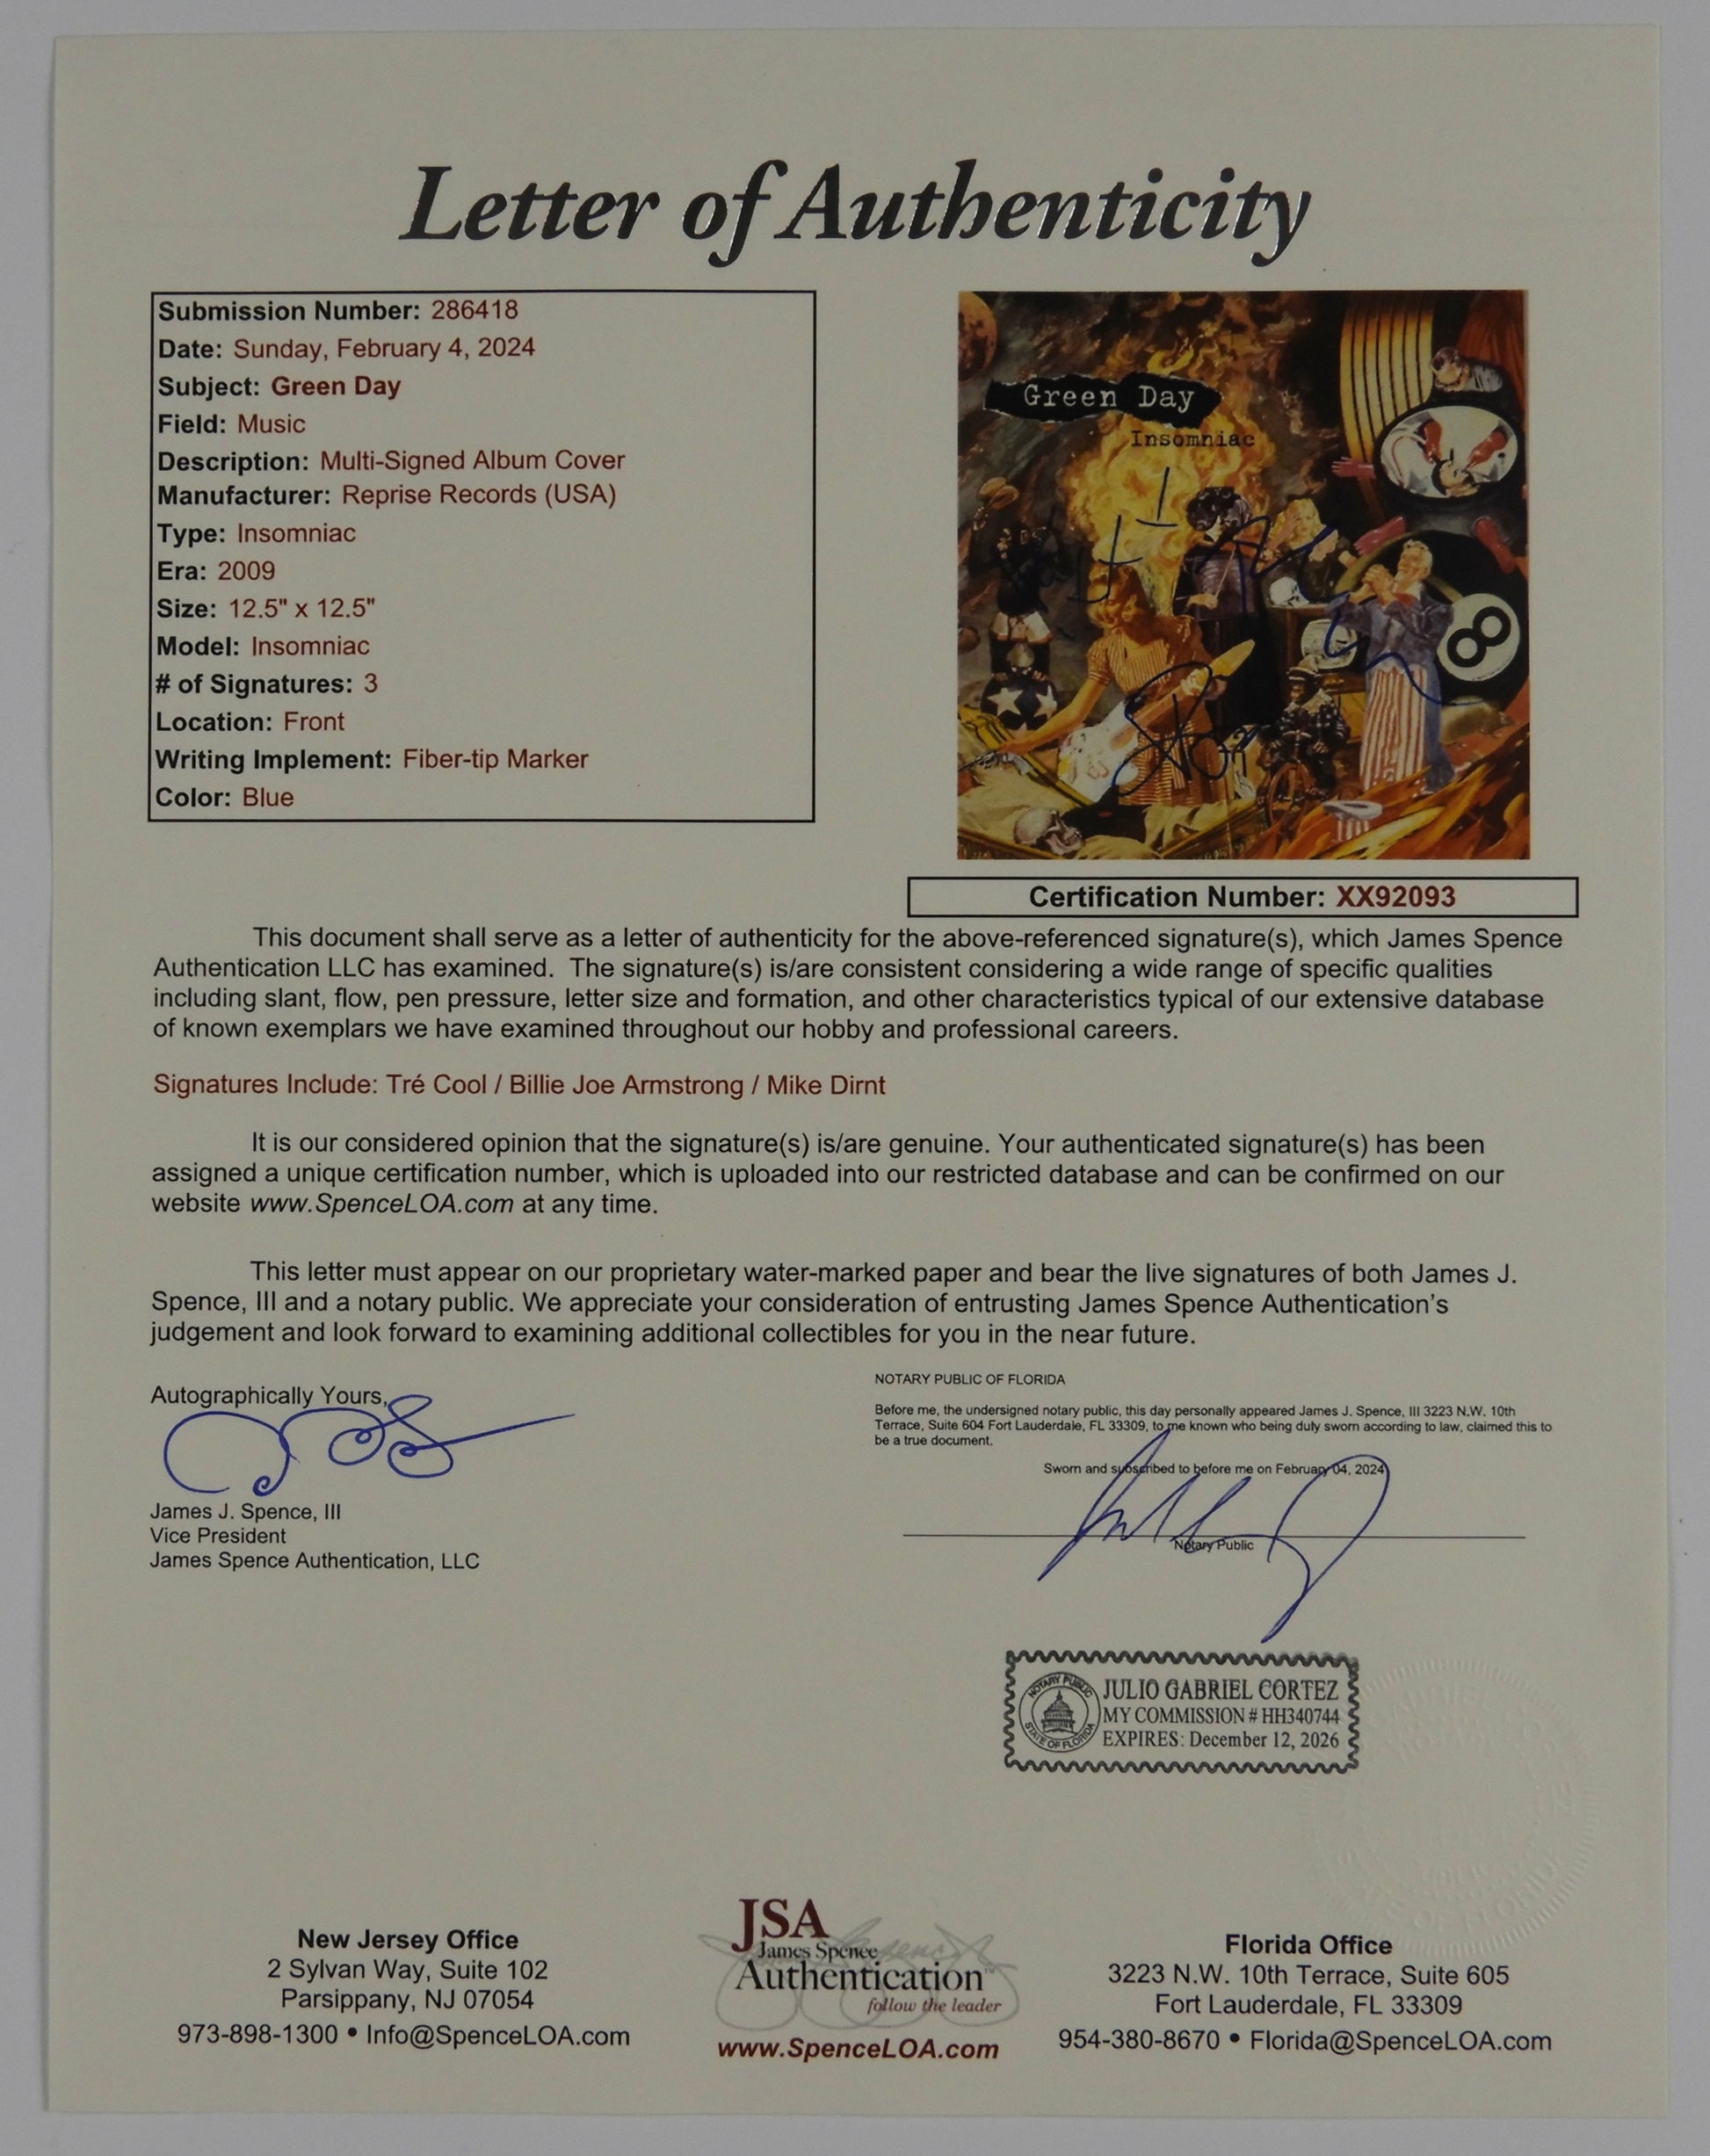 Letter of Authenticity
Submission Number: 286418
Date: Sunday, February 4, 2024
Subject: Green Day
Field: Music
Description: Multi-Signed Album Cover
Manufacturer: Reprise Records (USA)
Type: Insomniac
Era: 2009
Size: 12.5" x 12.5"
Model: Insomniac
# of Signatures: 3
Location: Front
Writing Implement: Fiber-tip Marker
Color: Blue
Green Day
Insomniac
8
Certification Number: XX92093
This document shall serve as a letter of authenticity for the above-referenced signature(s), which James Spence
Authentication LLC has examined. The signature(s) is/are consistent considering a wide range of specific qualities
including slant, flow, pen pressure, letter size and formation, and other characteristics typical of our extensive database
of known exemplars we have examined throughout our hobby and professional careers.
Signatures Include: Tré Cool / Billie Joe Armstrong / Mike Dirnt
It is our considered opinion that the signature(s) is/are genuine. Your authenticated signature(s) has been
assigned a unique certification number, which is uploaded into our restricted database and can be confirmed on our
website www.SpenceLOA.com at any time.
This letter must appear on our proprietary water-marked paper and bear the live signatures of both James J.
Spence, III and a notary public. We appreciate your consideration of entrusting James Spence Authentication's
judgement and look forward to examining additional collectibles for you in the near future.
Autographically Yours,
James J. Spence, III
Vice President
James Spence Authentication, LLC
NOTARY PUBLIC OF FLORIDA
Before me, the undersigned notary public, this day personally appeared James J. Spence, III 3223 N.W. 10th
Terrace, Suite 604 Fort Lauderdale, FL 33309, to me known who being duly sworn according to law, claimed this to
be a true document.
Sworn and subscribed to before me on February 04, 2024
Notary Public
NOTARY PUBLIC
STATE OF FLORIDA
JULIO GABRIEL CORTEZ
MY COMMISSION # HH340744
EXPIRES: December 12, 2026
New Jersey Office
2 Sylvan Way, Suite 102
Parsippany, NJ 07054
973-898-1300 • Info@SpenceLOA.com
JSA
James Spence
Authentication™
follow the leader
www.SpenceLOA.com
Florida Office
3223 N.W. 10th Terrace, Suite 605
Fort Lauderdale, FL 33309
954-380-8670 • Florida@SpenceLOA.com